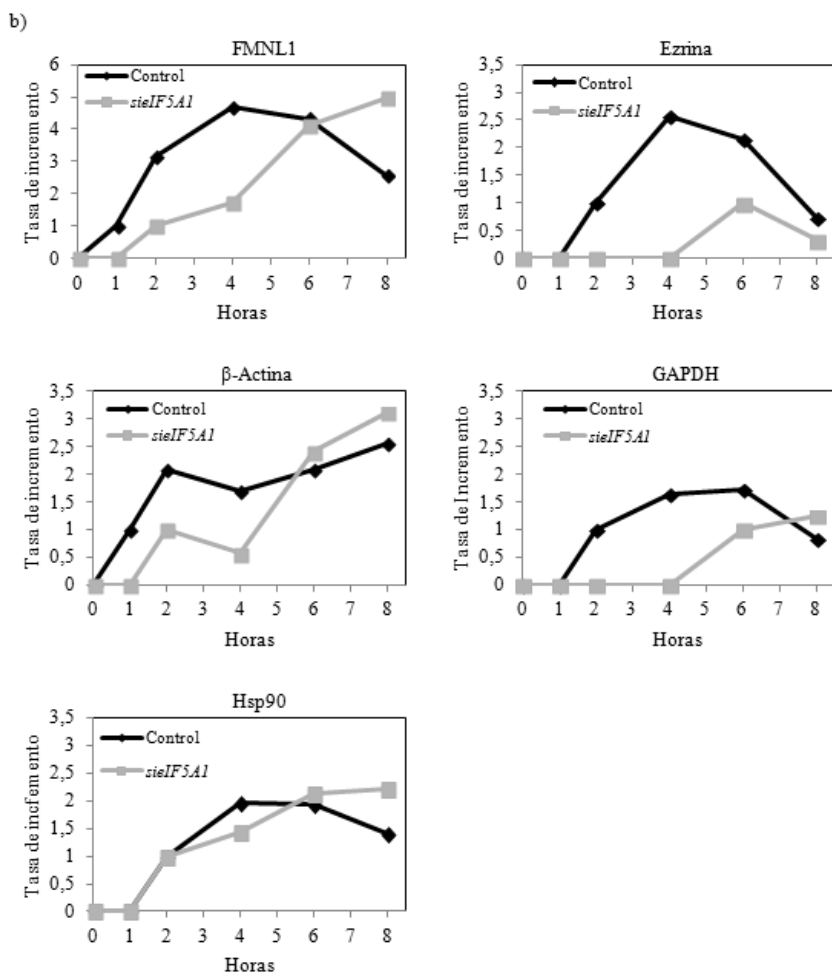 b)
FMNL1
6
5
4
3
2
1
0
Tasa de incremento
Control
sieIF5A1
0 1 2 3 4 5 6 7 8
Horas
Ezrina
3,5
3
2,5
2
1,5
1
0,5
0
Tasa de incremento
Control
sieIF5A1
0 1 2 3 4 5 6 7 8
Horas
β-Actina
3,5
3
2,5
2
1,5
1
0,5
0
Tasa de incremento
Control
sieIF5A1
0 1 2 3 4 5 6 7 8
Horas
GAPDH
3,5
3
2,5
2
1,5
1
0,5
0
Tasa de Incremento
Control
sieIF5A1
0 1 2 3 4 5 6 7 8
Horas
Hsp90
3,5
3
2,5
2
1,5
1
0,5
0
Tasa de incfemento
Control
sieIF5A1
0 1 2 3 4 5 6 7 8
Horas